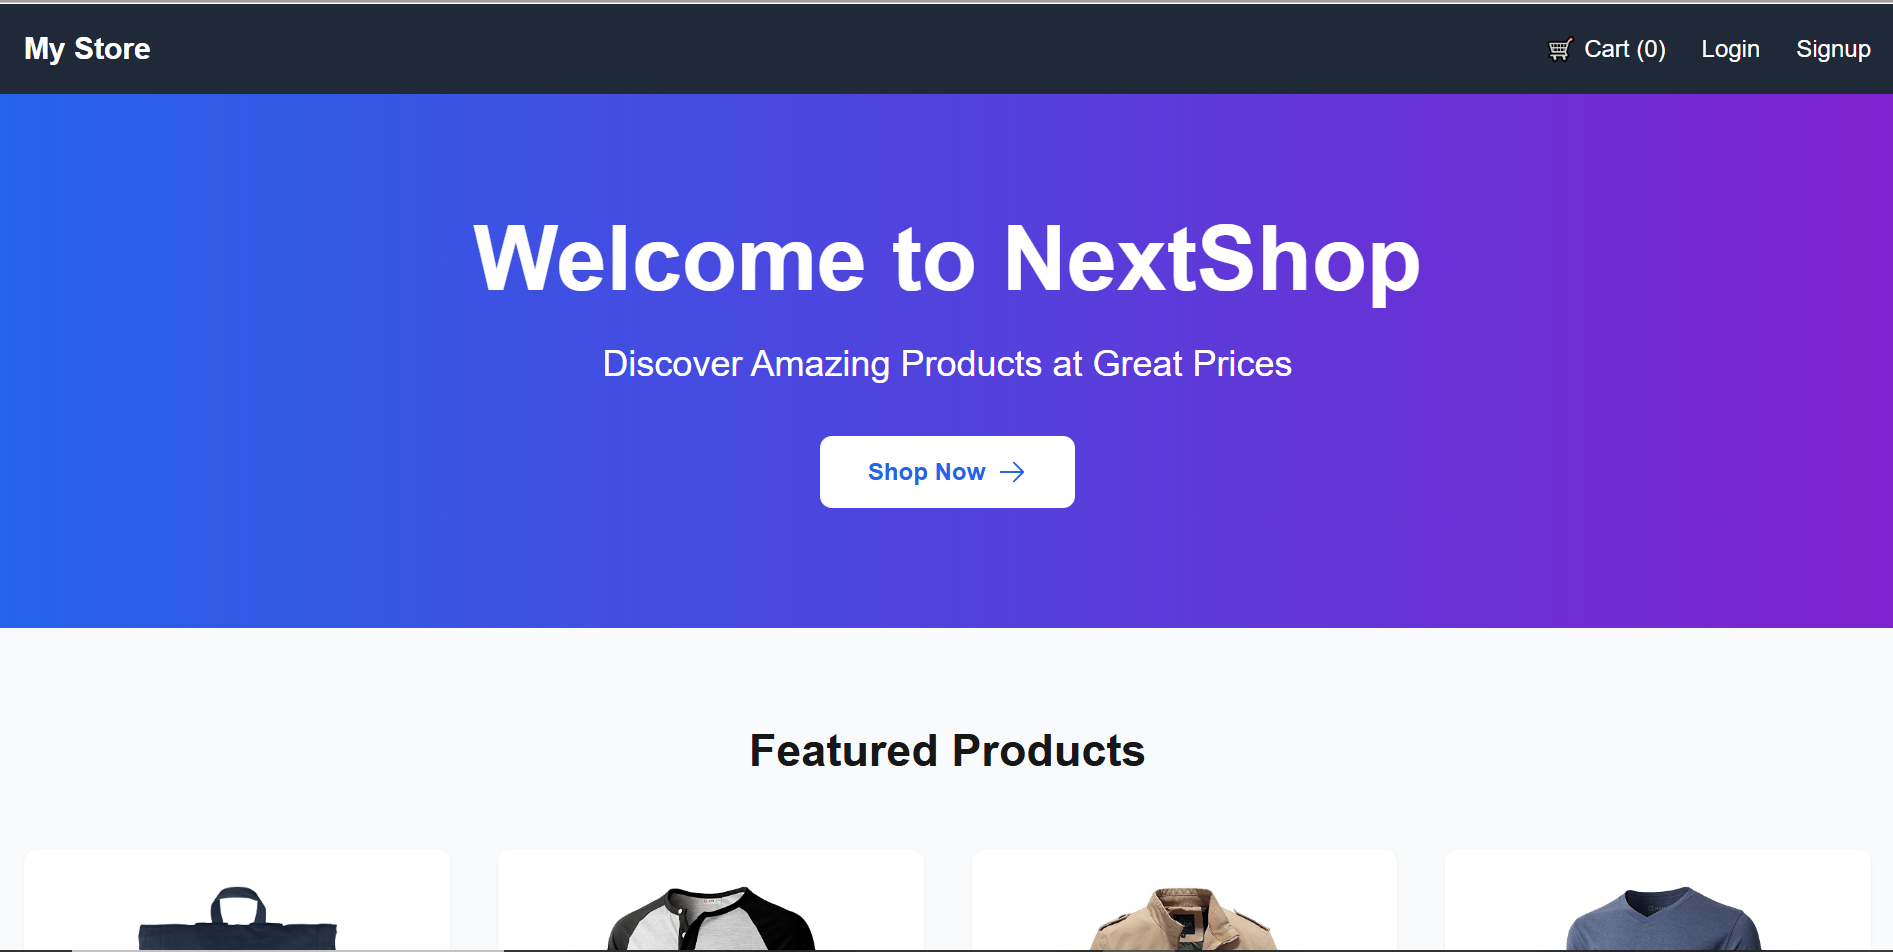 My Store
Cart (0)
Login
Signup
Welcome to NextShop
Discover Amazing Products at Great Prices
Shop Now
Featured Products